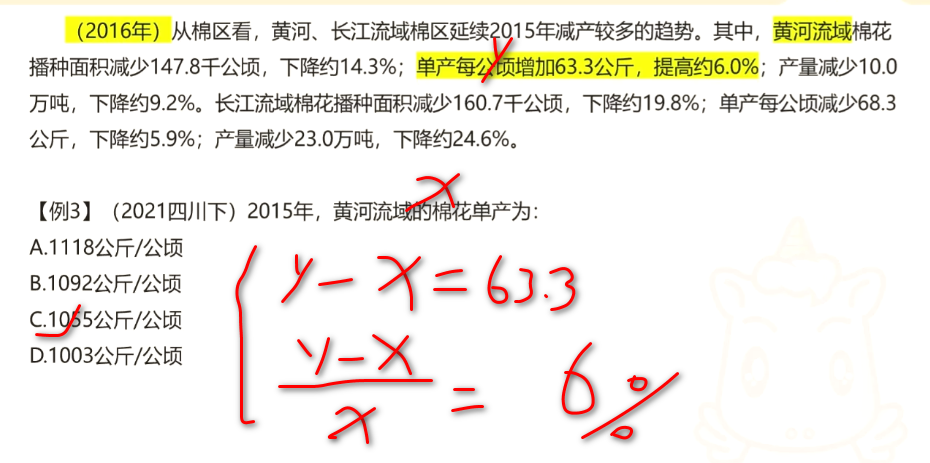 （2016年）从棉区看，黄河、长江流域棉区延续2015年减产较多的趋势。其中，黄河流域棉花
y
播种面积减少147.8千公顷，下降约14.3%；单产每公顷增加63.3公斤，提高约6.0%；产量减少10.0
万吨，下降约9.2%。长江流域棉花播种面积减少160.7千公顷，下降约19.8%；单产每公顷减少68.3
公斤，下降约5.9%；产量减少23.0万吨，下降约24.6%。
x
【例3】（2021四川下）2015年，黄河流域的棉花单产为：
A.1118公斤/公顷
B.1092公斤/公顷
C.1055公斤/公顷
D.1003公斤/公顷
y-x=63.3
y-x
= 6%
x